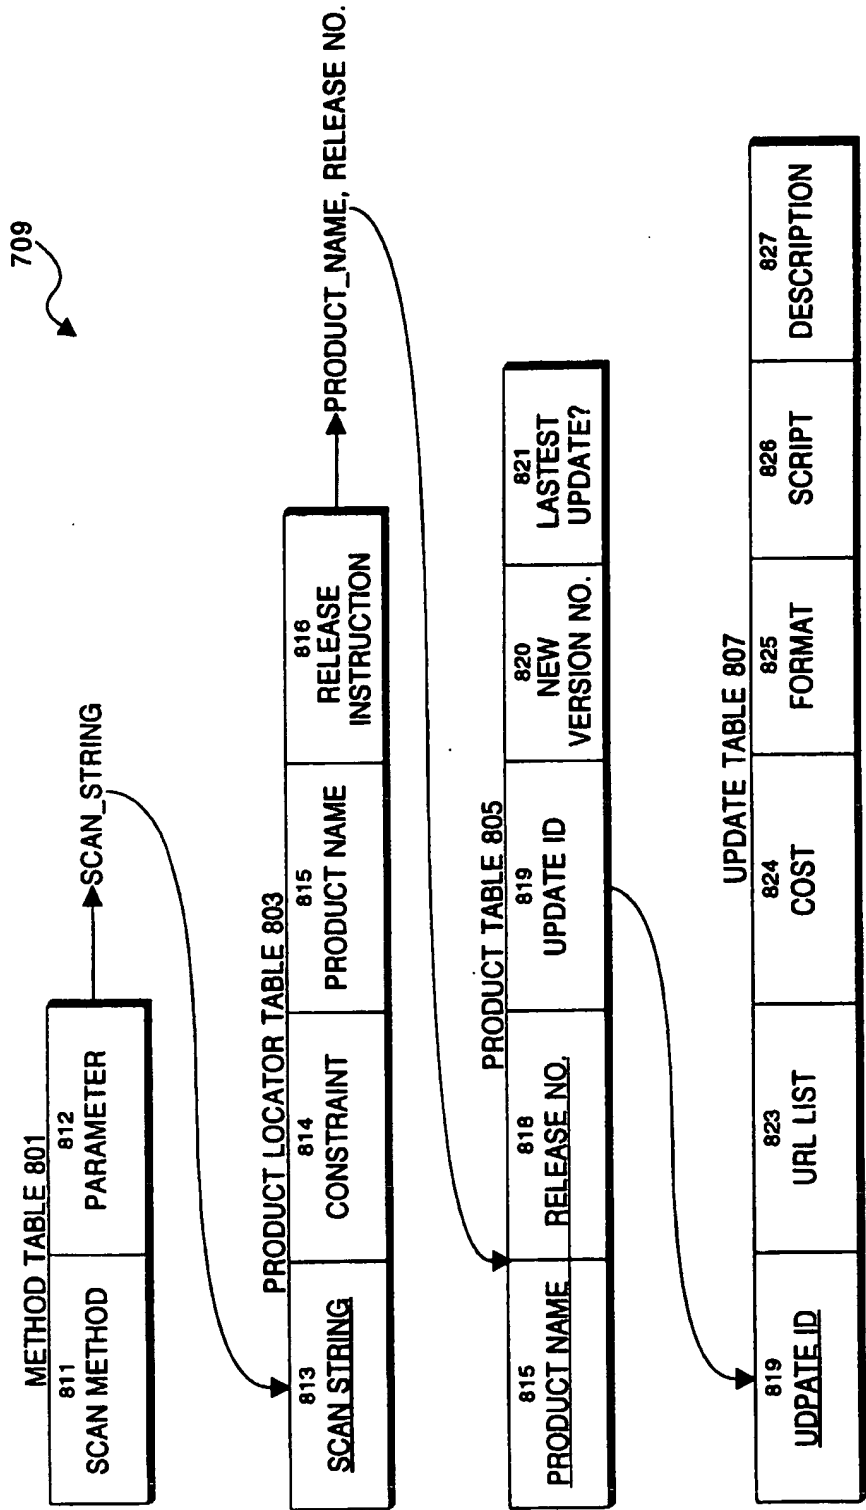 709
METHOD TABLE 801
811
SCAN METHOD
812
PARAMETER
SCAN_STRING
PRODUCT LOCATOR TABLE 803
813
SCAN STRING
814
CONSTRAINT
815
PRODUCT NAME
816
RELEASE
INSTRUCTION
PRODUCT_NAME, RELEASE NO.
PRODUCT TABLE 805
815
PRODUCT NAME
818
RELEASE NO.
819
UPDATE ID
820
NEW
VERSION NO.
821
LASTEST
UPDATE?
UPDATE TABLE 807
819
UDPATE ID
823
URL LIST
824
COST
825
FORMAT
826
SCRIPT
827
DESCRIPTION